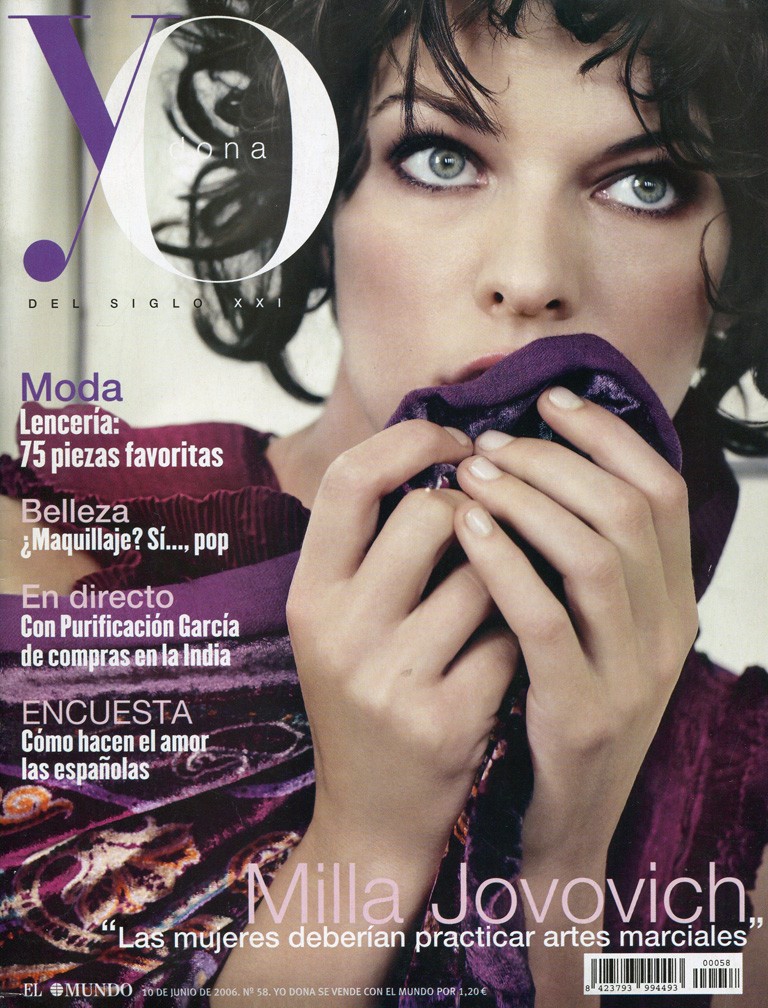 yo
dona
DEL SIGLO XXI
Moda
Lencería:
75 piezas favoritas
Belleza
¿Maquillaje? Sí..., pop
En directo
Con Purificación García
de compras en la India
ENCUESTA
Cómo hacen el amor
las españolas
Milla Jovovich
“Las mujeres deberían practicar artes marciales”
EL MUNDO
10 DE JUNIO DE 2006. Nº 58. YO DONA SE VENDE CON EL MUNDO POR 1,20 €
00058
8 423793 994493